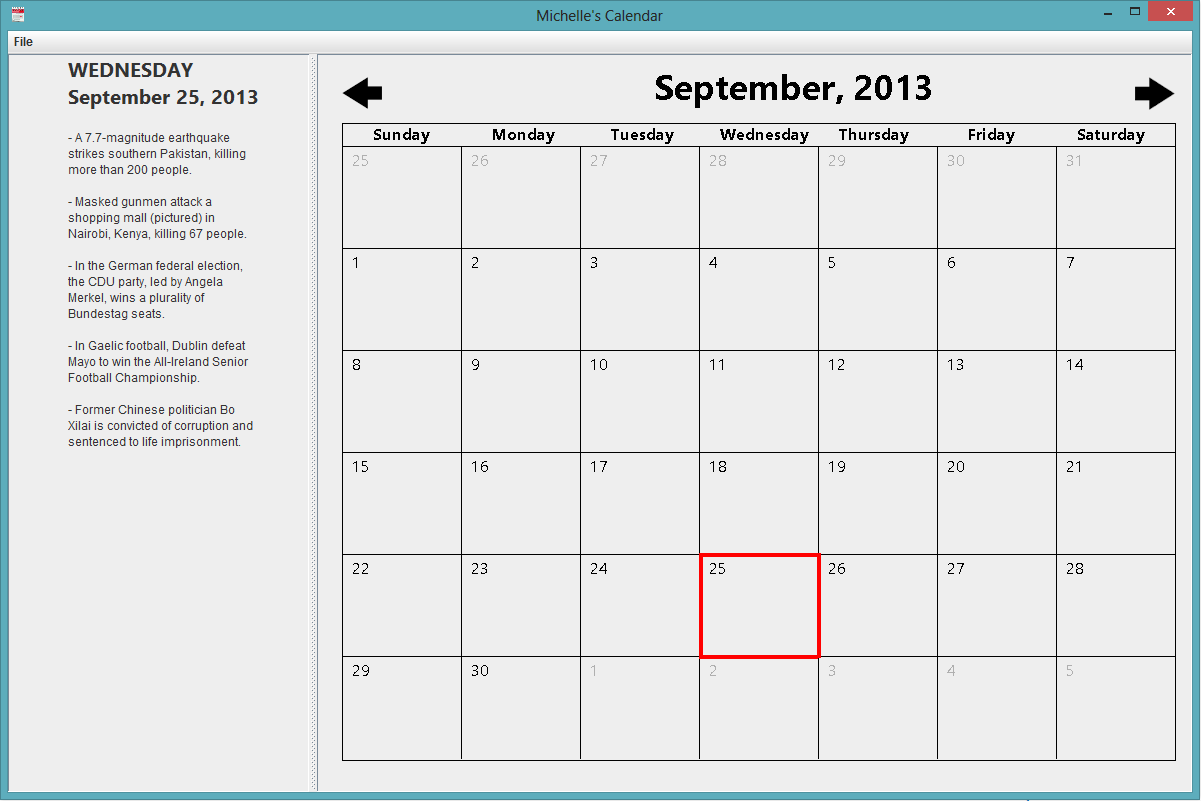 Michelle's Calendar
File
WEDNESDAY
September 25, 2013
- A 7.7-magnitude earthquake
strikes southern Pakistan, killing
more than 200 people.
- Masked gunmen attack a
shopping mall (pictured) in
Nairobi, Kenya, killing 67 people.
- In the German federal election,
the CDU party, led by Angela
Merkel, wins a plurality of
Bundestag seats.
- In Gaelic football, Dublin defeat
Mayo to win the All-Ireland Senior
Football Championship.
- Former Chinese politician Bo
Xilai is convicted of corruption and
sentenced to life imprisonment.
September, 2013
Sunday Monday Tuesday Wednesday Thursday Friday Saturday
25 26 27 28 29 30 31
1 2 3 4 5 6 7
8 9 10 11 12 13 14
15 16 17 18 19 20 21
22 23 24 25 26 27 28
29 30 1 2 3 4 5